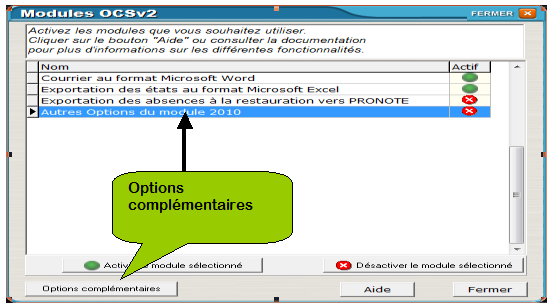 Modules OCSv2
FERMER
Activez les modules que vous souhaitez utiliser.
Cliquer sur le bouton "Aide" ou consulter la documentation
pour plus d'informations sur les différentes fonctionnalités.
Nom Actif
Courrier au format Microsoft Word
Exportation des états au format Microsoft Excel
Exportation des absences à la restauration vers PRONOTE
Autres Options du module 2010
Options
complémentaires
module sélectionné
Désactiver le module sélectionné
Options complémentaires
Aide
Fermer